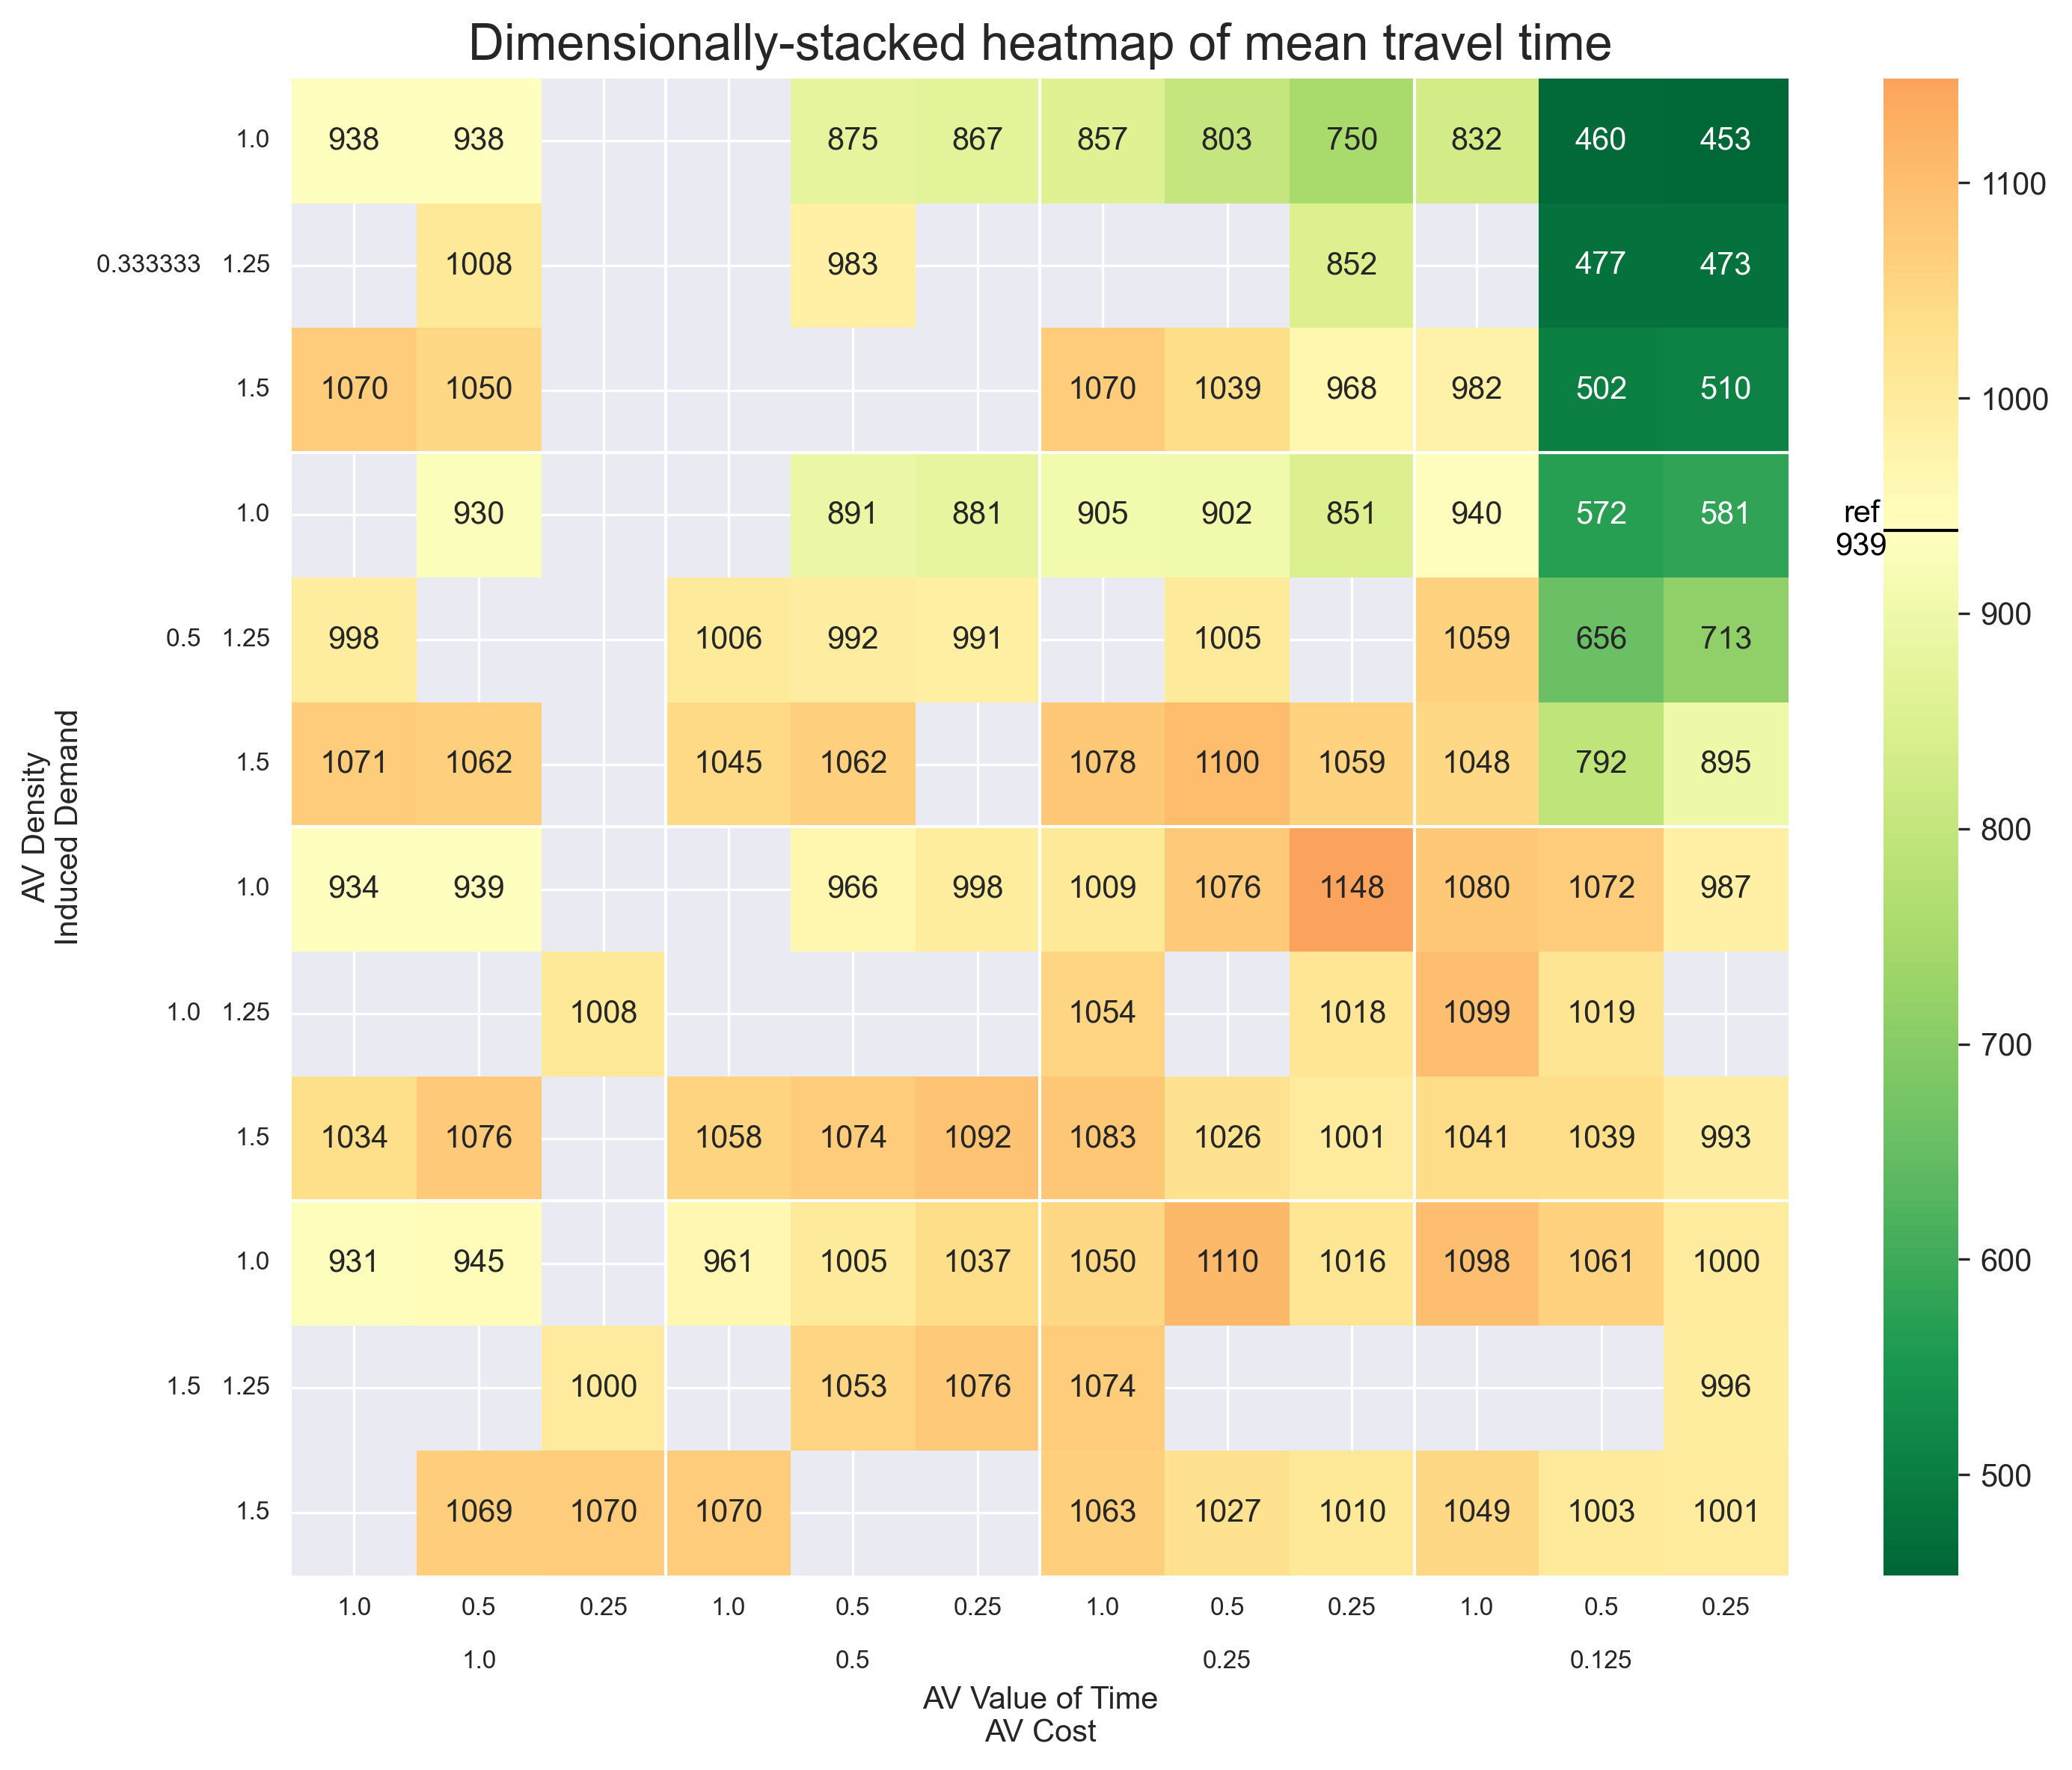 Dimensionally-stacked heatmap of mean travel time
1.0 938 938 875 867 857 803 750 832 460 453
0.333333 1.25 1008 983 852 477 473
1.5 1070 1050 1070 1039 968 982 502 510
1.0 930 891 881 905 902 851 940 572 581
0.5 1.25 998 1006 992 991 1005 1059 656 713
1.5 1071 1062 1045 1062 1078 1100 1059 1048 792 895
1.0 934 939 966 998 1009 1076 1148 1080 1072 987
1.0 1.25 1008 1054 1018 1099 1019
1.5 1034 1076 1058 1074 1092 1083 1026 1001 1041 1039 993
1.0 931 945 961 1005 1037 1050 1110 1016 1098 1061 1000
1.5 1.25 1000 1053 1076 1074 996
1.5 1069 1070 1070 1063 1027 1010 1049 1003 1001
1.0 0.5 0.25 1.0 0.5 0.25 1.0 0.5 0.25 1.0 0.5 0.25
1.0 0.5 0.25 0.125
AV Value of Time
AV Cost
AV Density
Induced Demand
1100
1000
ref
939
900
800
700
600
500